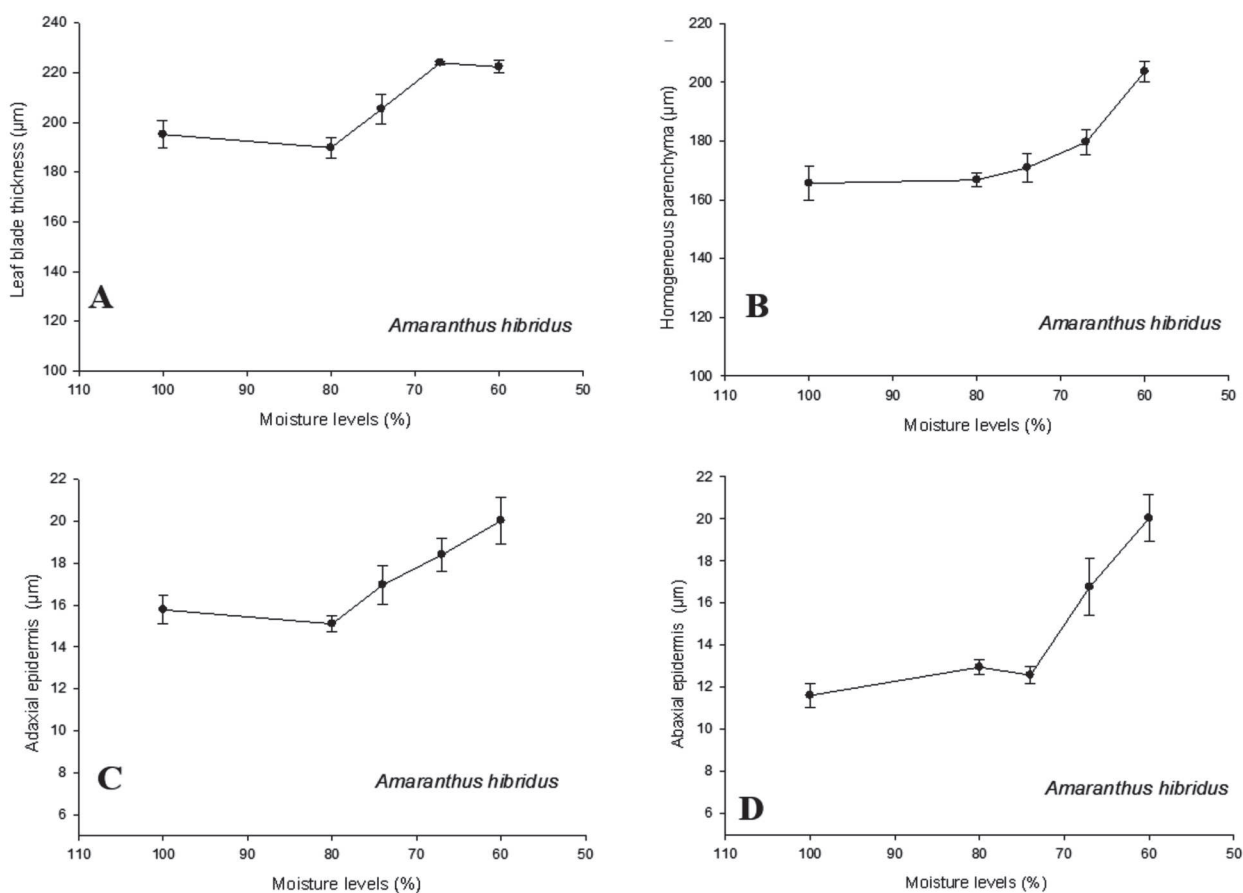 240
220
200
180
160
140
120
100
Leaf blade thickness (µm)
A
Amaranthus hibridus
110 100 90 80 70 60 50
Moisture levels (%)
220
200
180
160
140
120
100
Homogeneous parenchyma (µm)
B
Amaranthus hibridus
110 100 90 80 70 60 50
Moisture levels (%)
22
20
18
16
14
12
10
8
6
Adaxial epidermis (µm)
C
Amaranthus hibridus
110 100 90 80 70 60 50
Moisture levels (%)
22
20
18
16
14
12
10
8
6
Abaxial epidermis (µm)
D
Amaranthus hibridus
110 100 90 80 70 60 50
Moisture levels (%)